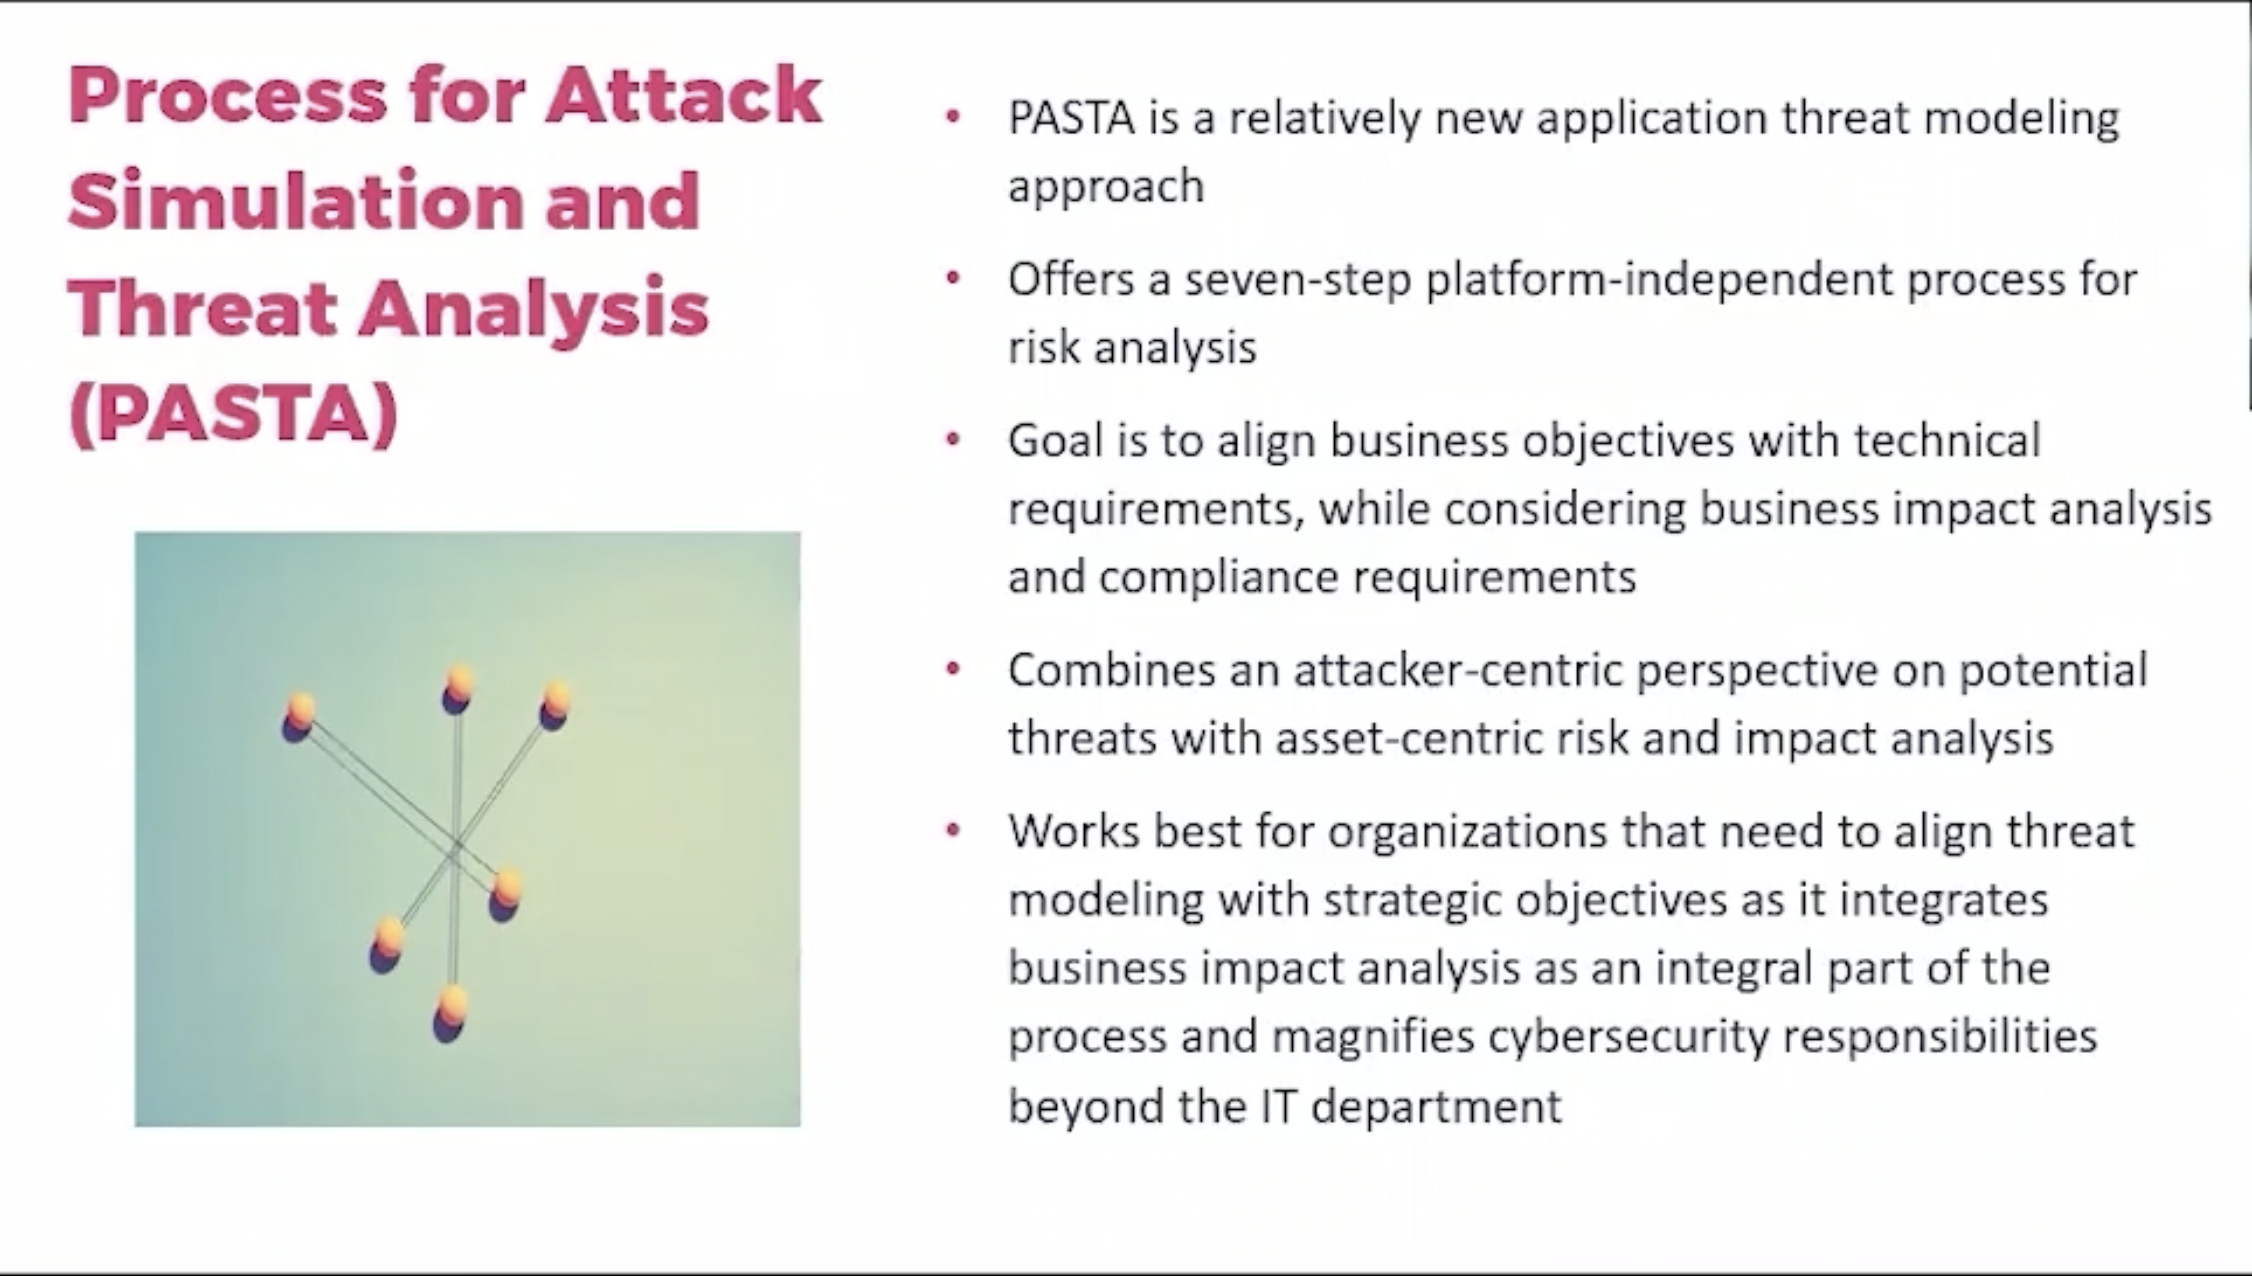 Process for Attack
Simulation and
Threat Analysis
(PASTA)
• PASTA is a relatively new application threat modeling
approach
• Offers a seven-step platform-independent process for
risk analysis
• Goal is to align business objectives with technical
requirements, while considering business impact analysis
and compliance requirements
• Combines an attacker-centric perspective on potential
threats with asset-centric risk and impact analysis
• Works best for organizations that need to align threat
modeling with strategic objectives as it integrates
business impact analysis as an integral part of the
process and magnifies cybersecurity responsibilities
beyond the IT department